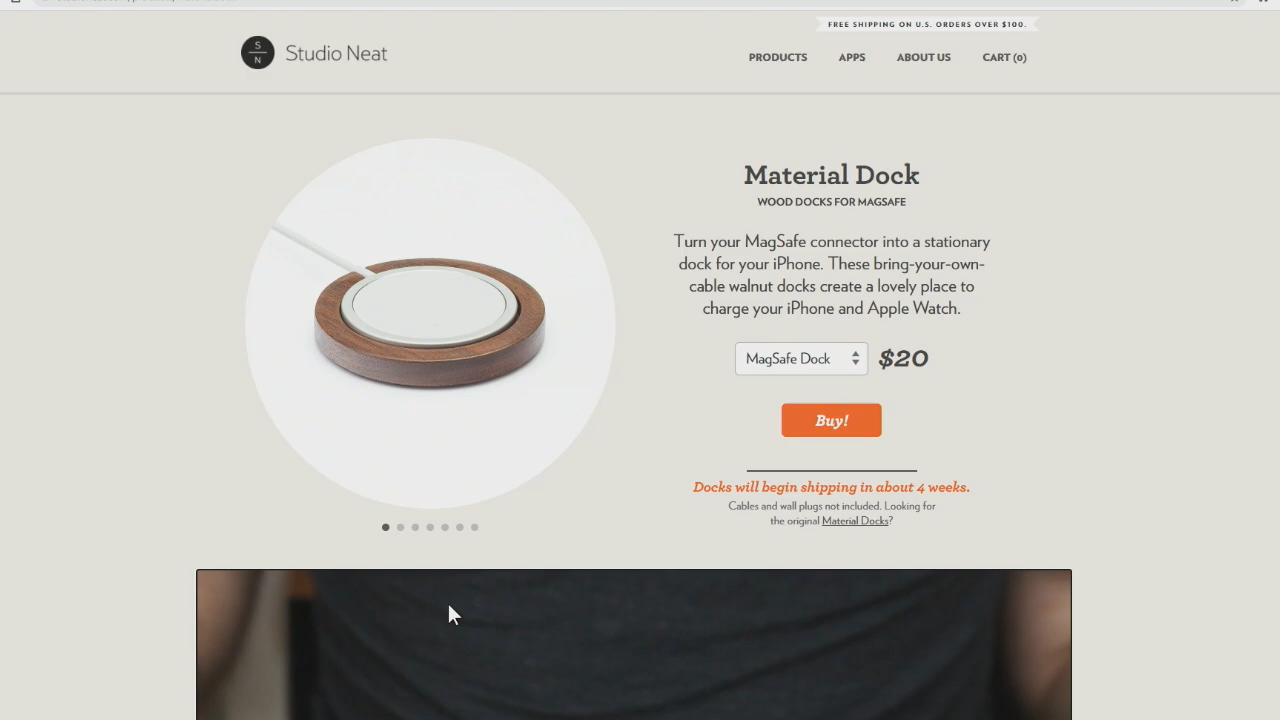 FREE SHIPPING ON U.S. ORDERS OVER $100.
S
N
Studio Neat
PRODUCTS APPS ABOUT US CART (0)
Material Dock
WOOD DOCKS FOR MAGSAFE
Turn your MagSafe connector into a stationary
dock for your iPhone. These bring-your-own-
cable walnut docks create a lovely place to
charge your iPhone and Apple Watch.
MagSafe Dock $20
Buy!
Docks will begin shipping in about 4 weeks.
Cables and wall plugs not included. Looking for
the original Material Docks?